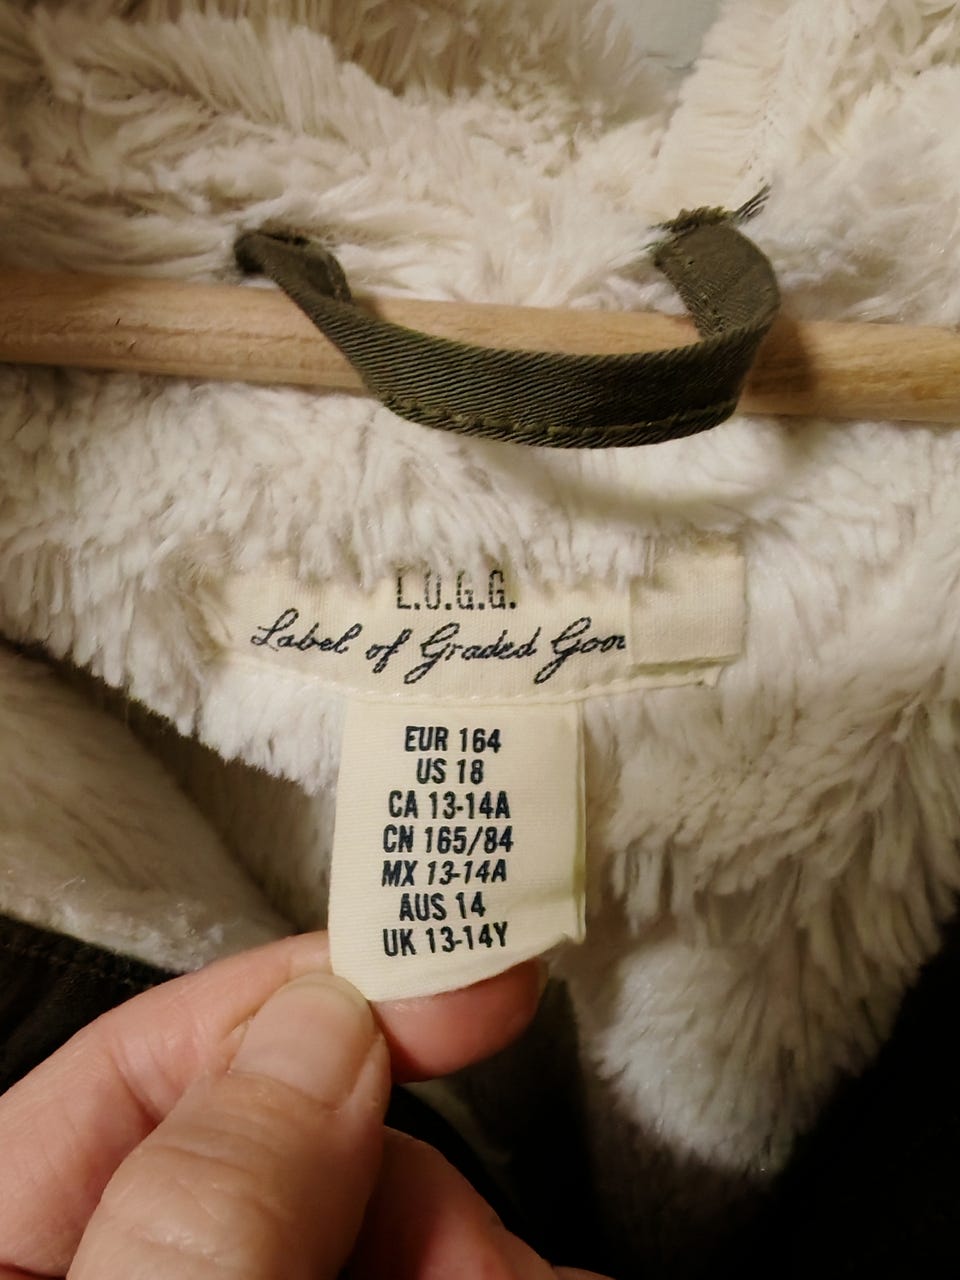 L.O.G.G.
Label of Graded
EUR 164
US 18
CA 13-14A
CN 165/84
MX 13-14A
AUS 14
UK 13-14Y